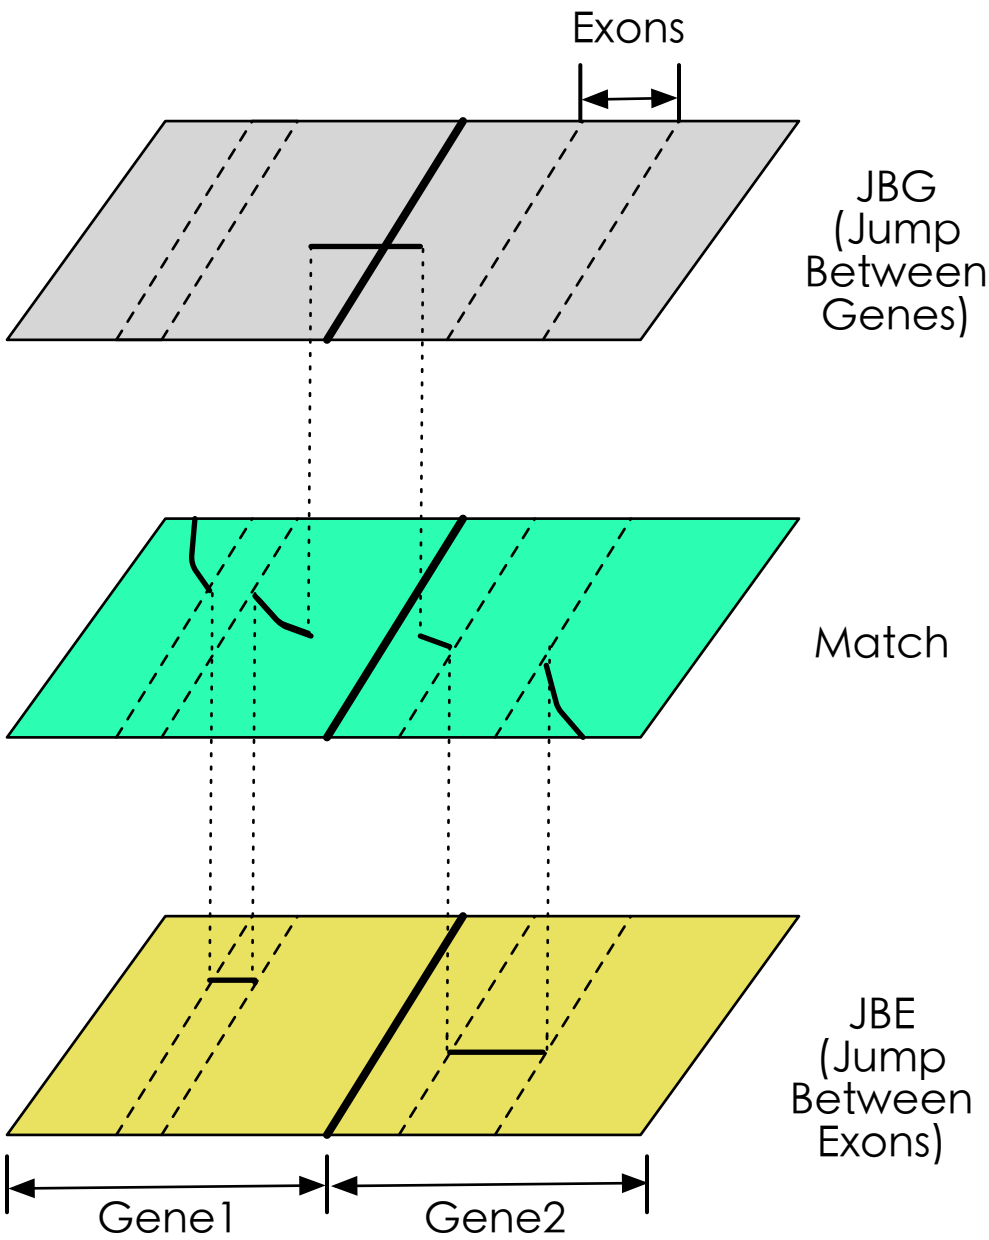 Exons
JBG
(Jump
Between
Genes)
Match
JBE
(Jump
Between
Exons)
Gene1
Gene2